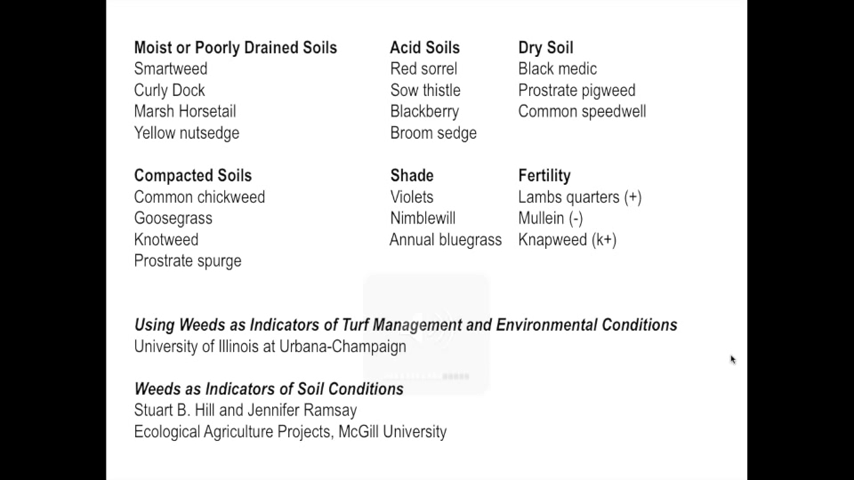 Moist or Poorly Drained Soils
Smartweed
Curly Dock
Marsh Horsetail
Yellow nutsedge
Acid Soils
Red sorrel
Sow thistle
Blackberry
Broom sedge
Dry Soil
Black medic
Prostrate pigweed
Common speedwell
Compacted Soils
Common chickweed
Goosegrass
Knotweed
Prostrate spurge
Shade
Violets
Nimblewill
Annual bluegrass
Fertility
Lambs quarters (+)
Mullein (-)
Knapweed (k+)
Using Weeds as Indicators of Turf Management and Environmental Conditions
University of Illinois at Urbana-Champaign
Weeds as Indicators of Soil Conditions
Stuart B. Hill and Jennifer Ramsay
Ecological Agriculture Projects, McGill University